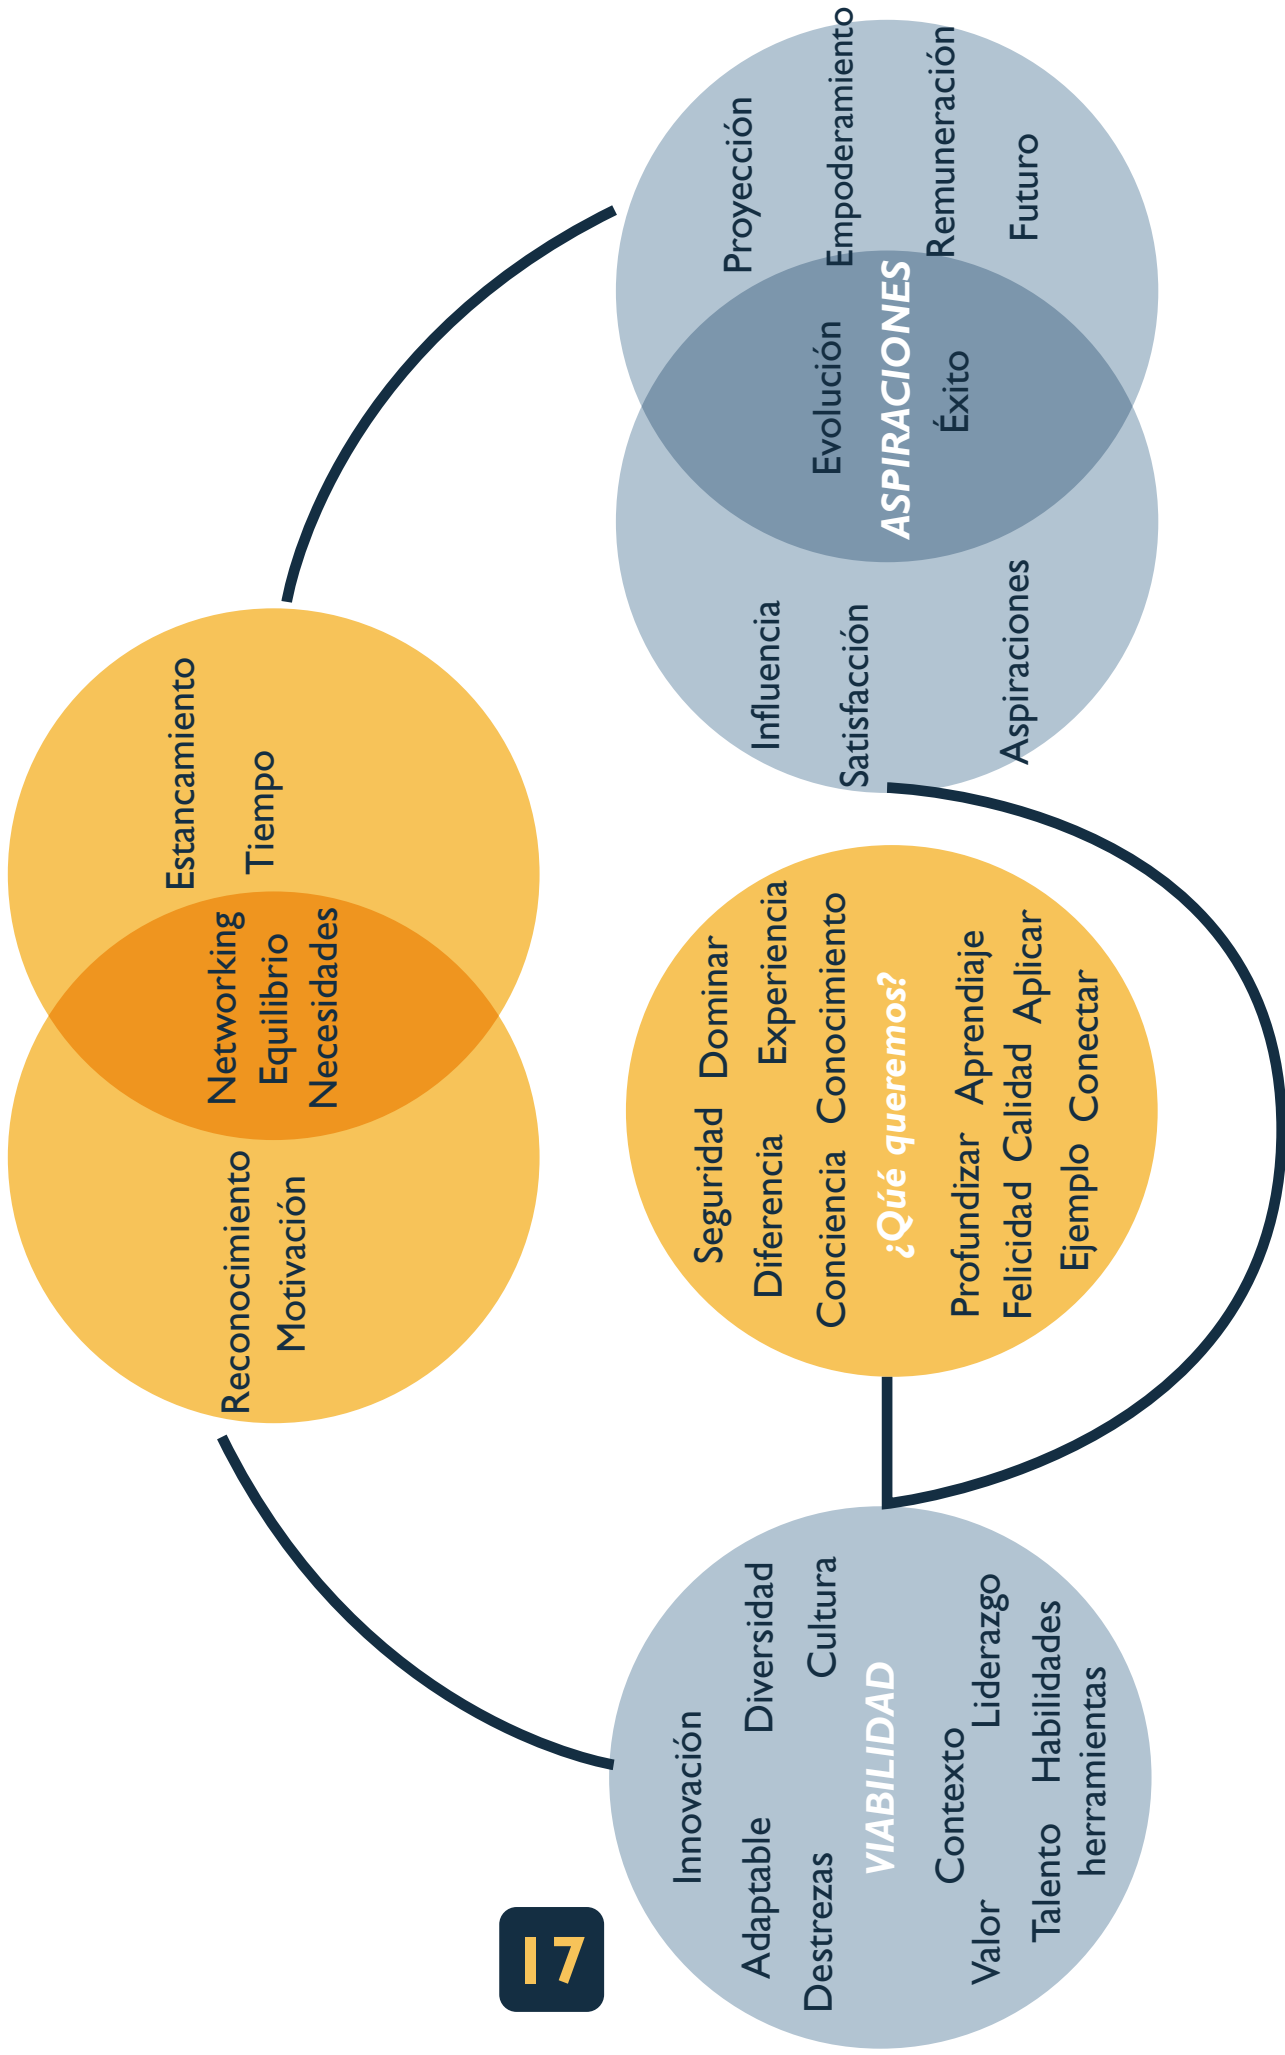 Reconocimiento
Motivación
Networking
Equilibrio
Necesidades
Estancamiento
Tiempo
17
Innovación
Adaptable Diversidad
Destrezas Cultura
VIABILIDAD
Contexto
Valor Liderazgo
Talento Habilidades
herramientas
Seguridad Dominar
Diferencia Experiencia
Conciencia Conocimiento
¿Qúé queremos?
Profundizar Aprendiaje
Felicidad Calidad Aplicar
Ejemplo Conectar
Influencia
Satisfacción
Aspiraciones
Evolución
ASPIRACIONES
Éxito
Proyección
Empoderamiento
Remuneración
Futuro